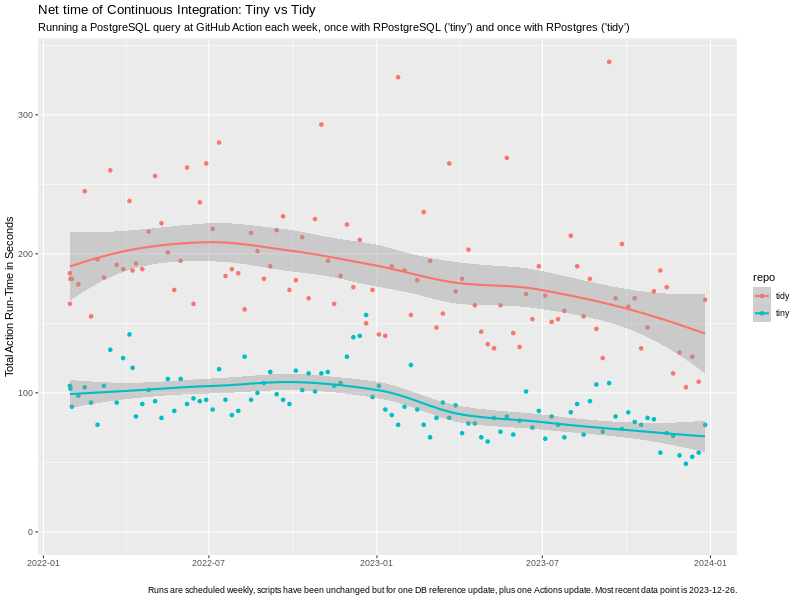 Net time of Continuous Integration: Tiny vs Tidy
Running a PostgreSQL query at GitHub Action each week, once with RPostgreSQL ('tiny') and once with RPostgres ('tidy')
Total Action Run-Time in Seconds
300
200
100
0
2022-01
2022-07
2023-01
2023-07
2024-01
repo
tidy
tiny
Runs are scheduled weekly, scripts have been unchanged but for one DB reference update, plus one Actions update. Most recent data point is 2023-12-26.